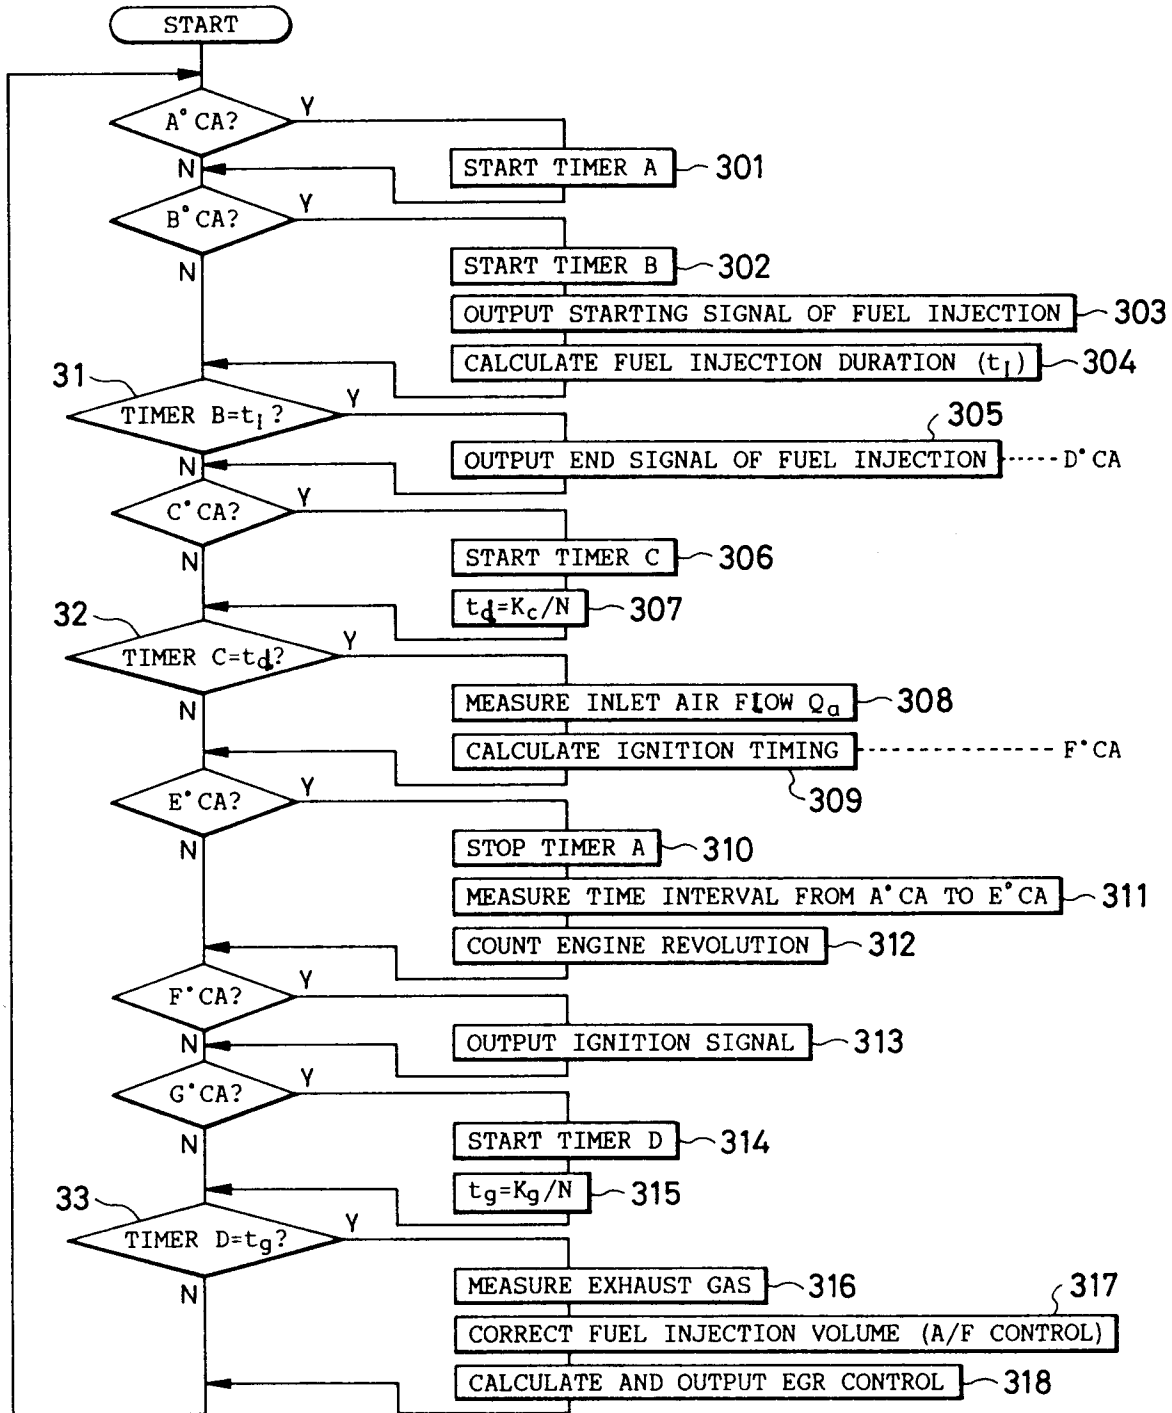 START
A°CA?
Y
N
START TIMER A
301
B°CA?
Y
N
START TIMER B
302
OUTPUT STARTING SIGNAL OF FUEL INJECTION
303
CALCULATE FUEL INJECTION DURATION (tI)
304
31
TIMER B=tI?
Y
N
305
OUTPUT END SIGNAL OF FUEL INJECTION
D°CA
C°CA?
Y
N
START TIMER C
306
td=Kc/N
307
32
TIMER C=td?
Y
N
MEASURE INLET AIR FLOW Qa
308
CALCULATE IGNITION TIMING
F°CA
309
E°CA?
Y
N
STOP TIMER A
310
MEASURE TIME INTERVAL FROM A°CA TO E°CA
311
COUNT ENGINE REVOLUTION
312
F°CA?
Y
N
OUTPUT IGNITION SIGNAL
313
G°CA?
Y
N
START TIMER D
314
tg=Kg/N
315
33
TIMER D=tg?
Y
N
MEASURE EXHAUST GAS
316
317
CORRECT FUEL INJECTION VOLUME (A/F CONTROL)
CALCULATE AND OUTPUT EGR CONTROL
318